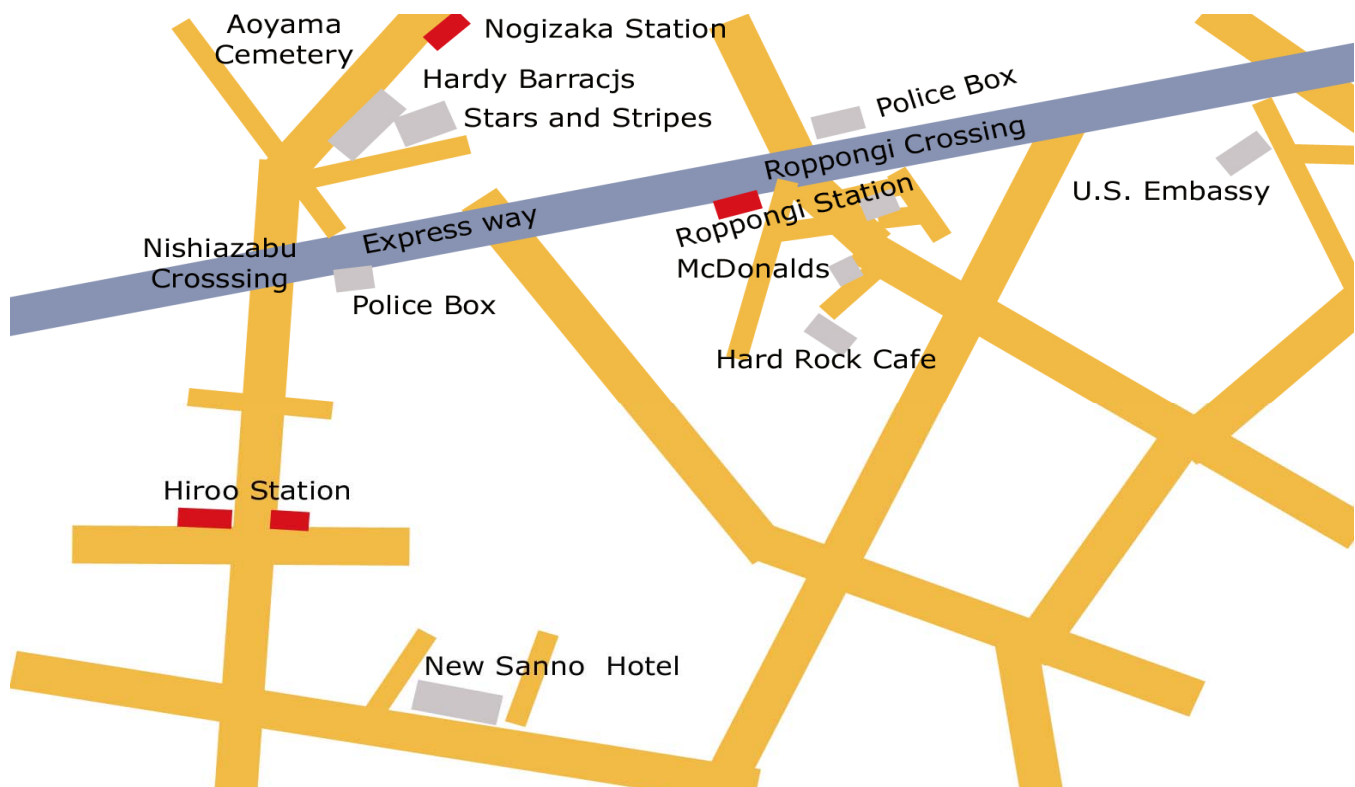 Aoyama
Cemetery
Nogizaka Station
Hardy Barracjs
Stars and Stripes
Police Box
Roppongi Crossing
U.S. Embassy
Roppongi Station
Express way
Nishiazabu
Crosssing
McDonalds
Police Box
Hard Rock Cafe
Hiroo Station
New Sanno Hotel